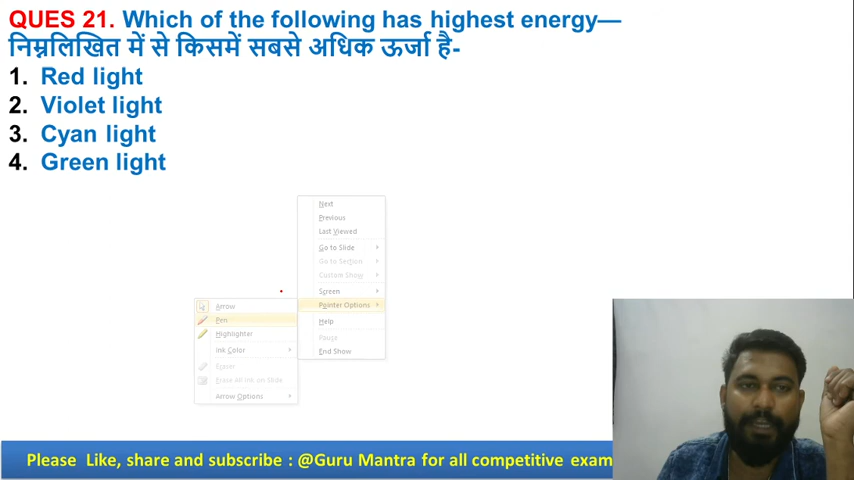 QUES 21. Which of the following has highest energy—
निम्नलिखित में से किसमें सबसे अधिक ऊर्जा है-
1. Red light
2. Violet light
3. Cyan light
4. Green light
Next
Previous
Last Viewed
Go to Slide
Go to Section
Custom Show
Screen
Pointer Options
Help
Pause
End Show
Arrow
Pen
Highlighter
Ink Color
Eraser
Erase All Ink on Slide
Arrow Options
Please Like, share and subscribe : @Guru Mantra for all competitive exam